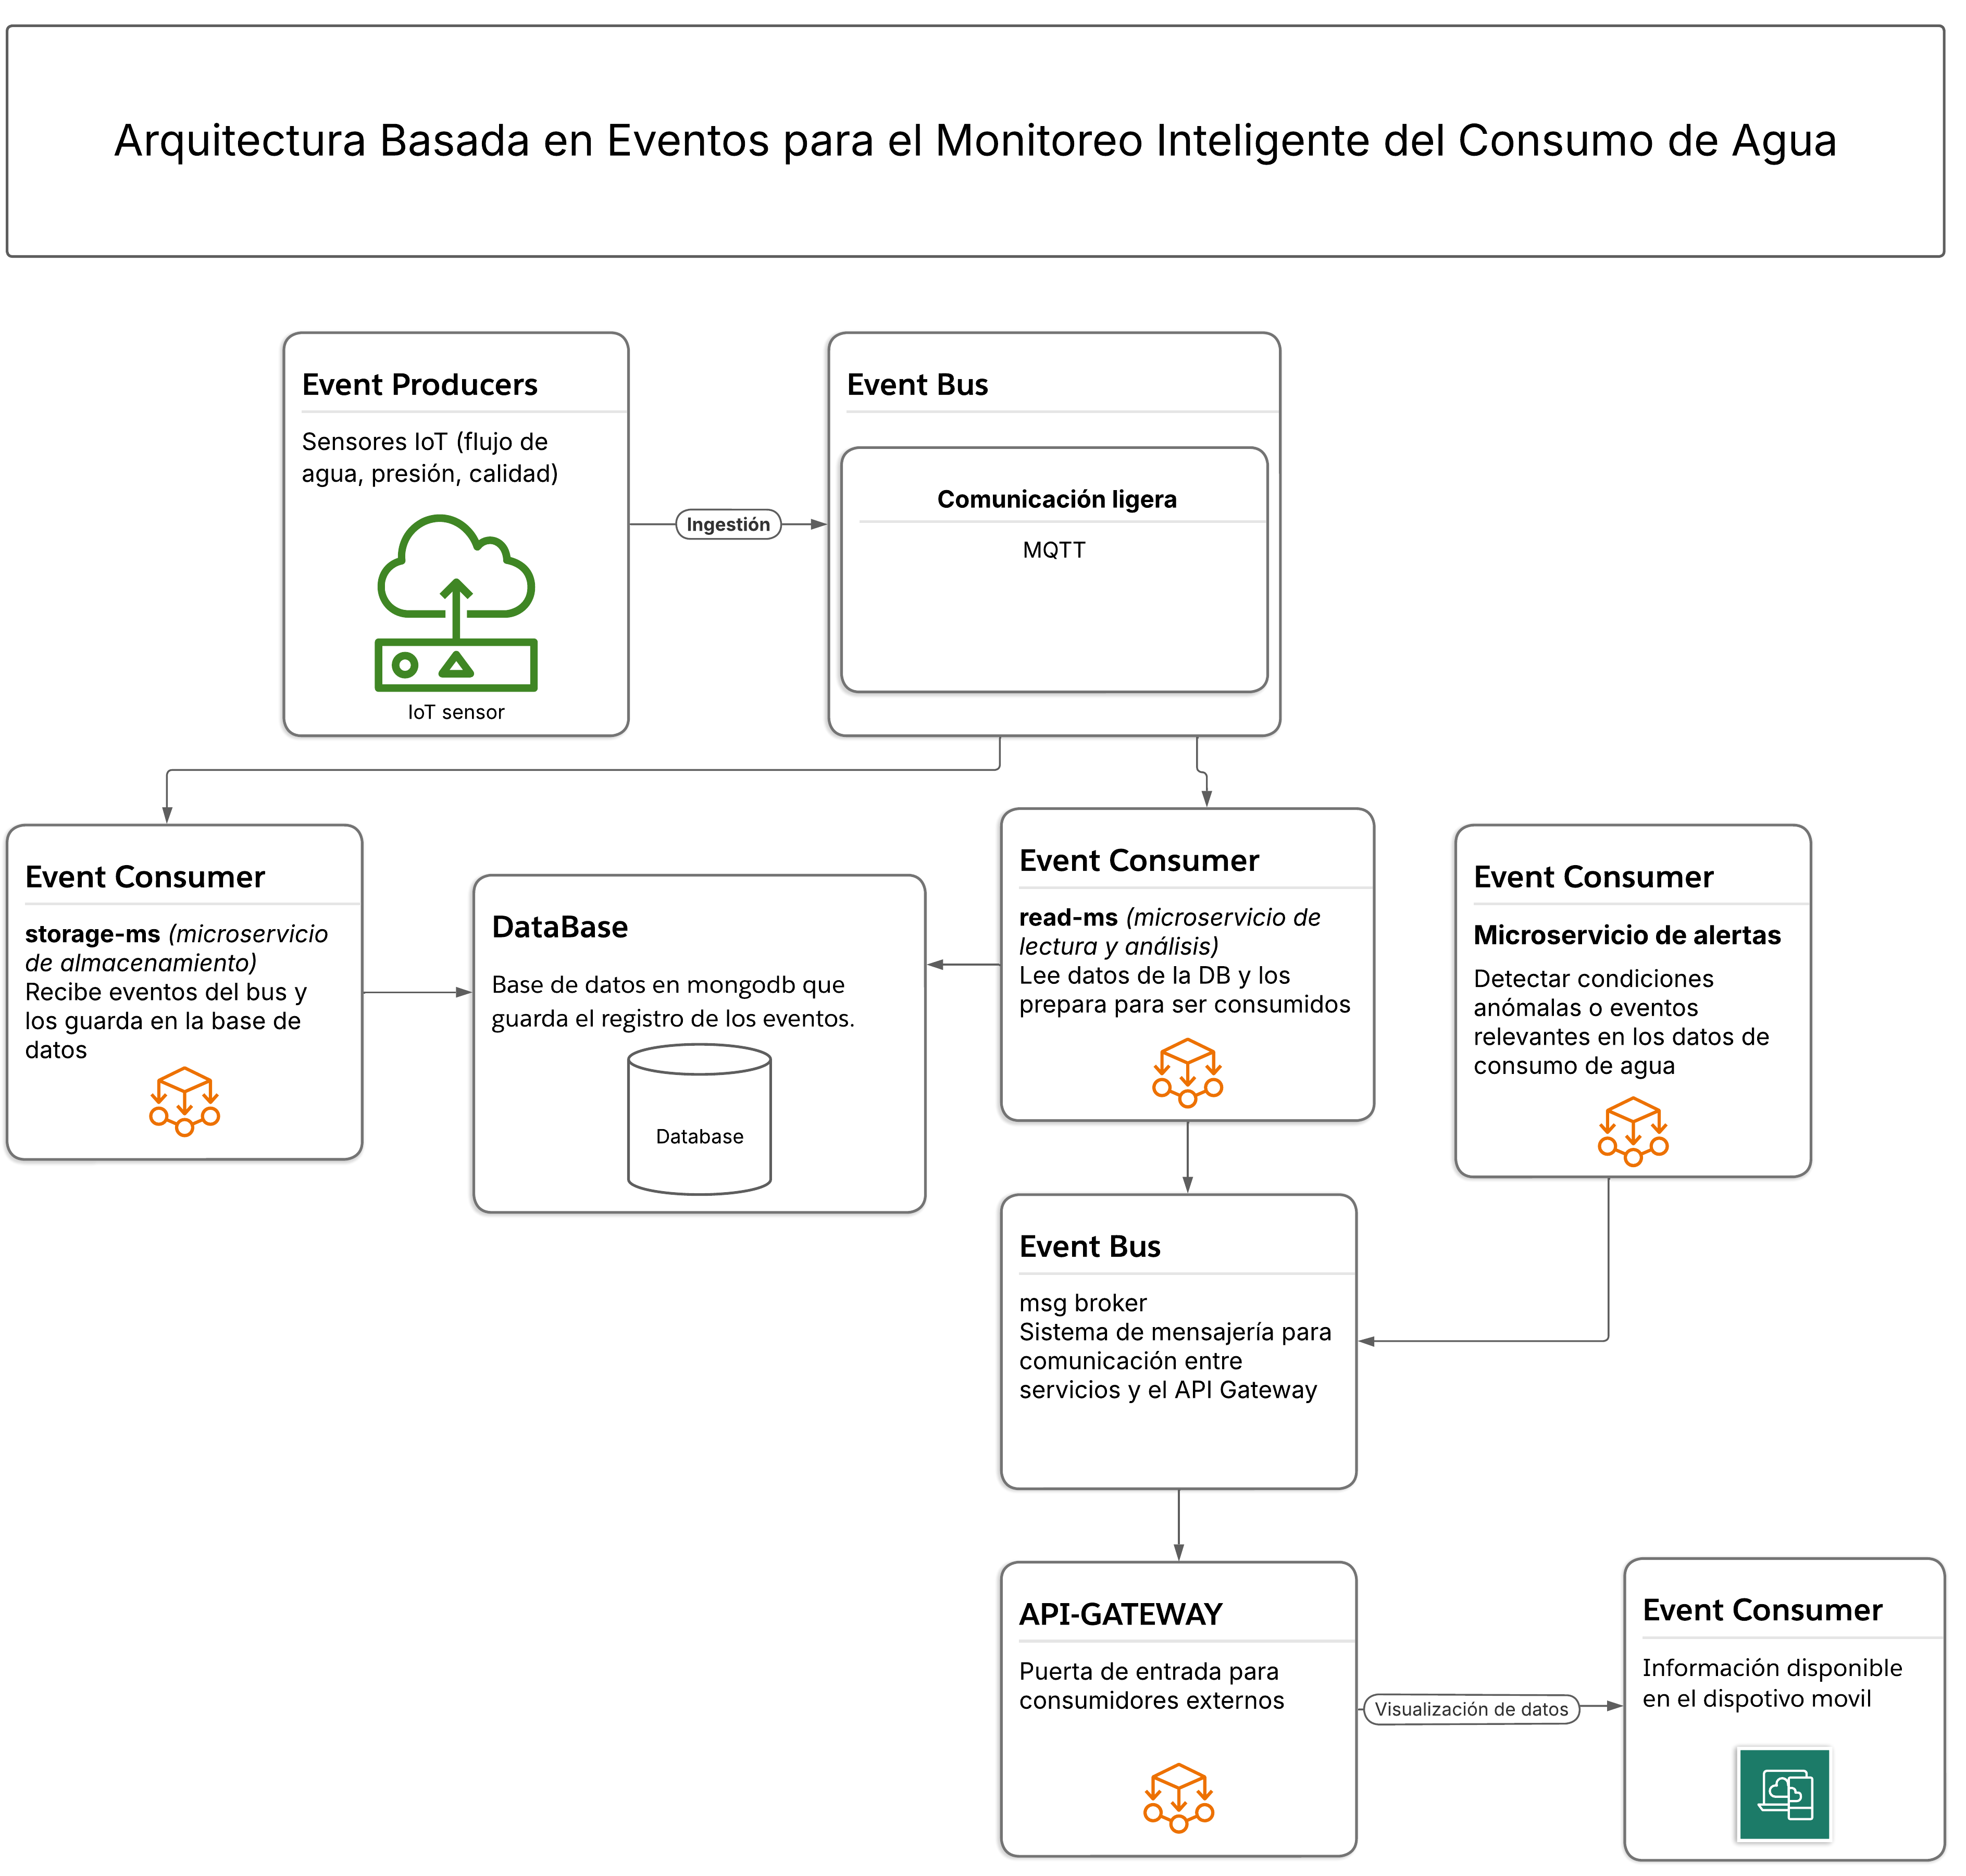 Arquitectura Basada en Eventos para el Monitoreo Inteligente del Consumo de Agua
Event Producers
Sensores IoT (flujo de
agua, presión, calidad)
IoT sensor
Ingestión
Event Bus
Comunicación ligera
MQTT
Event Consumer
storage-ms (microservicio
de almacenamiento)
Recibe eventos del bus y
los guarda en la base de
datos
DataBase
Base de datos en mongodb que
guarda el registro de los eventos.
Database
Event Consumer
read-ms (microservicio de
lectura y análisis)
Lee datos de la DB y los
prepara para ser consumidos
Event Consumer
Microservicio de alertas
Detectar condiciones
anómalas o eventos
relevantes en los datos de
consumo de agua
Event Bus
msg broker
Sistema de mensajería para
comunicación entre
servicios y el API Gateway
API-GATEWAY
Puerta de entrada para
consumidores externos
Visualización de datos
Event Consumer
Información disponible
en el dispotivo movil